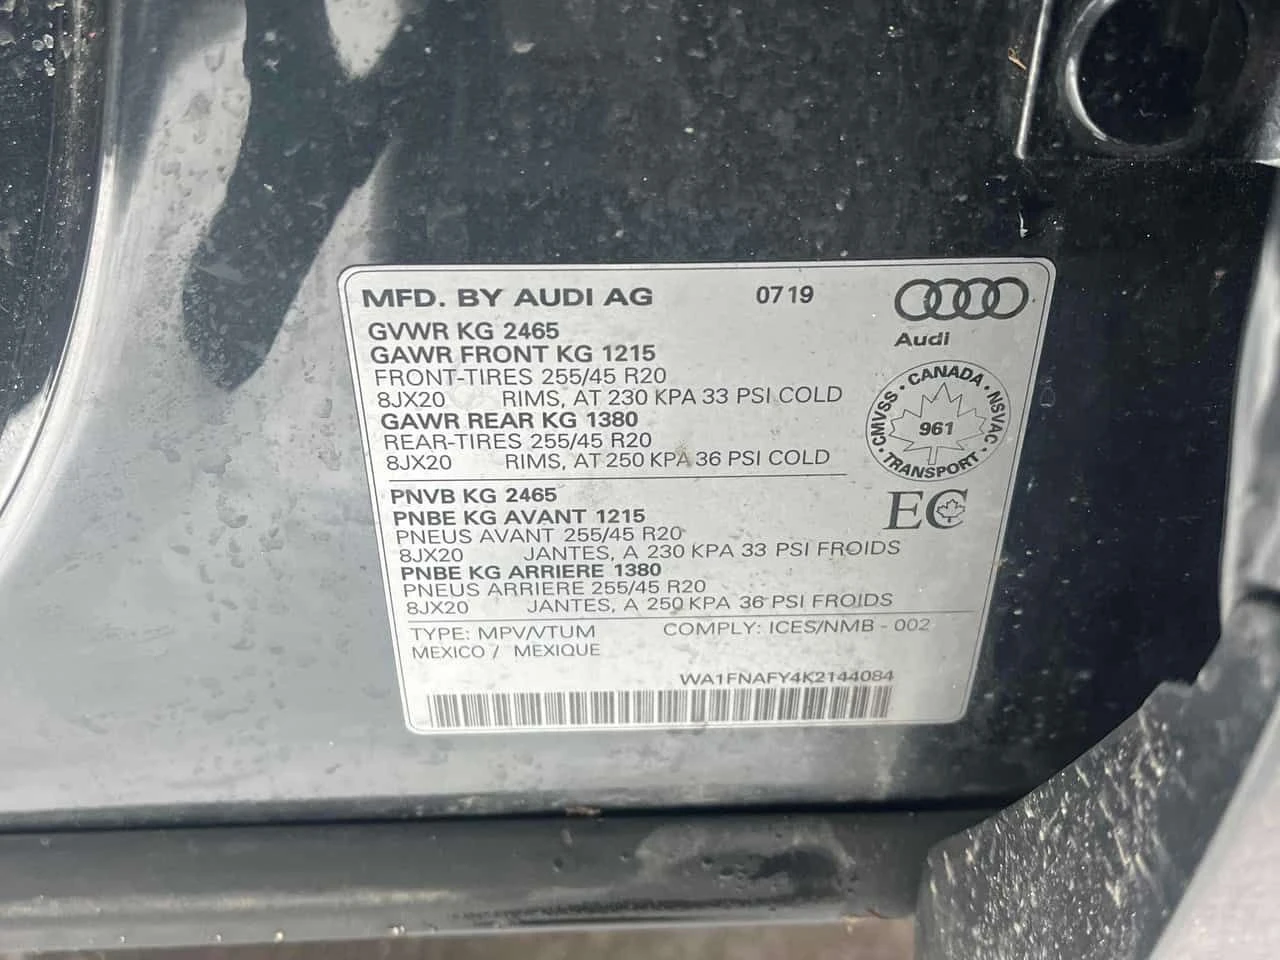 MFD. BY AUDI AG 0719
Audi
GVWR KG 2465
GAWR FRONT KG 1215
FRONT-TIRES 255/45 R20
8JX20 RIMS, AT 230 KPA 33 PSI COLD
GAWR REAR KG 1380
REAR-TIRES 255/45 R20
8JX20 RIMS, AT 250 KPA 36 PSI COLD
CANADA · NSVAC · TRANSPORT · CMVSS ·
961
PNVB KG 2465
PNBE KG AVANT 1215
PNEUS AVANT 255/45 R20
8JX20 JANTES, A 230 KPA 33 PSI FROIDS
PNBE KG ARRIERE 1380
PNEUS ARRIERE 255/45 R20
8JX20 JANTES, A 250 KPA 36 PSI FROIDS
EC
TYPE: MPV/VTUM COMPLY: ICES/NMB - 002
MEXICO / MEXIQUE
WA1FNAFY4K2144084